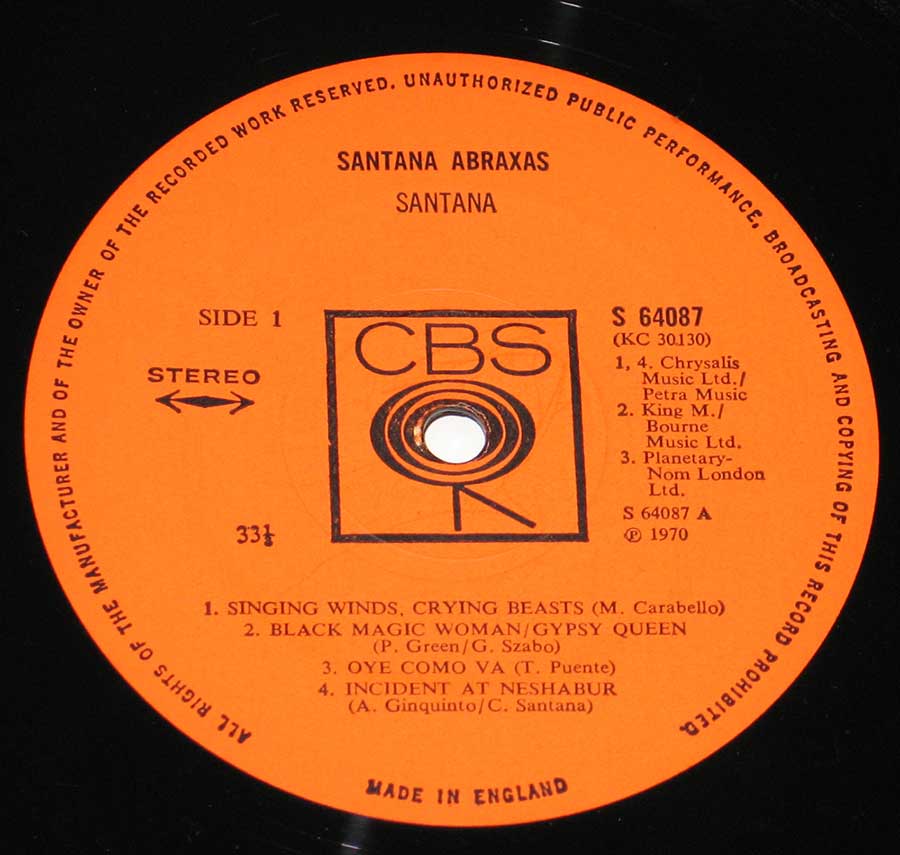 ALL RIGHTS OF THE MANUFACTURER AND OF THE OWNER OF THE RECORDED WORK RESERVED. UNAUTHORIZED PUBLIC PERFORMANCE, BROADCASTING AND COPYING OF THIS RECORD PROHIBITED.
SANTANA ABRAXAS
SANTANA
SIDE 1
STEREO
33⅓
CBS
S 64087
(KC 30.130)
1, 4. Chrysalis
Music Ltd./
Petra Music
2. King M./
Bourne
Music Ltd.
3. Planetary-
Nom London
Ltd.
S 64087 A
℗ 1970
1. SINGING WINDS, CRYING BEASTS (M. Carabello)
2. BLACK MAGIC WOMAN/GYPSY QUEEN
(P. Green/G. Szabo)
3. OYE COMO VA (T. Puente)
4. INCIDENT AT NESHABUR
(A. Ginquinto/C. Santana)
MADE IN ENGLAND